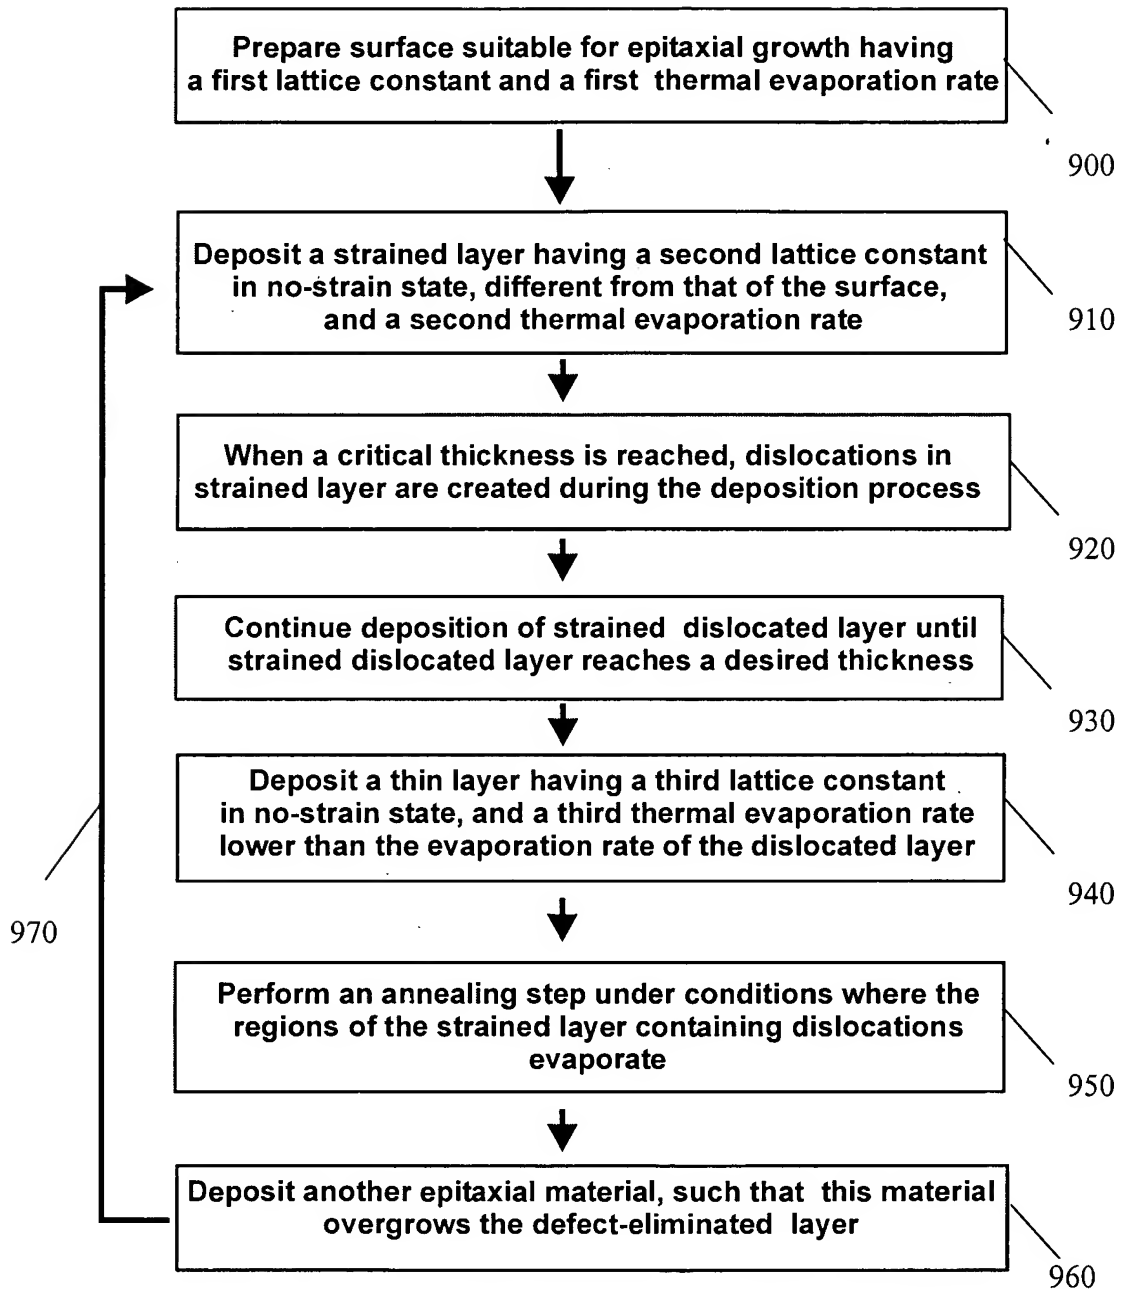 Prepare surface suitable for epitaxial growth having
a first lattice constant and a first thermal evaporation rate
900
Deposit a strained layer having a second lattice constant
in no-strain state, different from that of the surface,
and a second thermal evaporation rate
910
When a critical thickness is reached, dislocations in
strained layer are created during the deposition process
920
Continue deposition of strained dislocated layer until
strained dislocated layer reaches a desired thickness
930
Deposit a thin layer having a third lattice constant
in no-strain state, and a third thermal evaporation rate
lower than the evaporation rate of the dislocated layer
940
970
Perform an annealing step under conditions where the
regions of the strained layer containing dislocations
evaporate
950
Deposit another epitaxial material, such that this material
overgrows the defect-eliminated layer
960